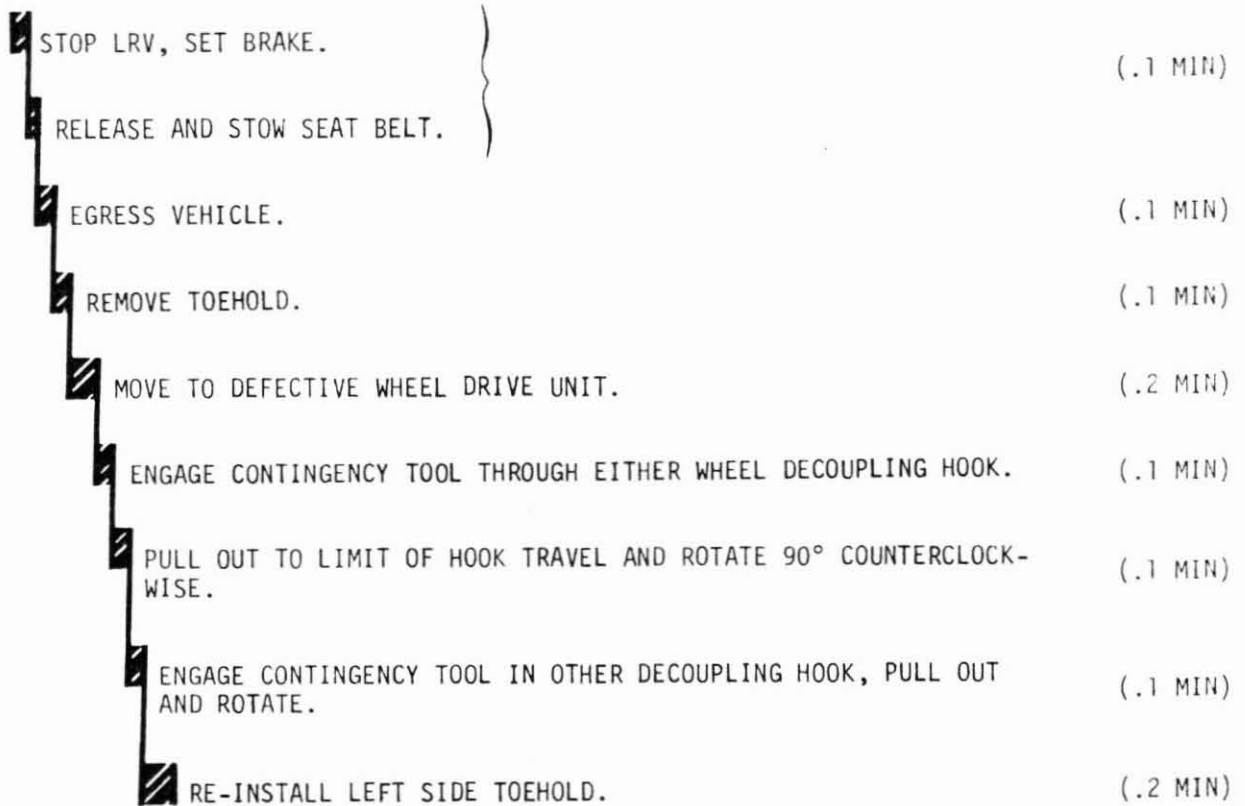 STOP LRV, SET BRAKE.
(.1 MIN)
RELEASE AND STOW SEAT BELT.
EGRESS VEHICLE. (.1 MIN)
REMOVE TOEHOLD. (.1 MIN)
MOVE TO DEFECTIVE WHEEL DRIVE UNIT. (.2 MIN)
ENGAGE CONTINGENCY TOOL THROUGH EITHER WHEEL DECOUPLING HOOK. (.1 MIN)
PULL OUT TO LIMIT OF HOOK TRAVEL AND ROTATE 90° COUNTERCLOCK-
WISE. (.1 MIN)
ENGAGE CONTINGENCY TOOL IN OTHER DECOUPLING HOOK, PULL OUT
AND ROTATE. (.1 MIN)
RE-INSTALL LEFT SIDE TOEHOLD. (.2 MIN)